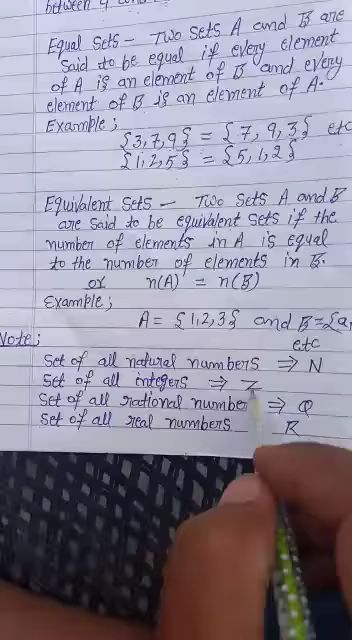 between 4 and
Equal Sets - Two Sets A and B are
said to be equal if every element
of A is an element of B and every
element of B is an element of A.
Example;
{3,7,9} = {7,9,3} etc
{1,2,5} = {5,1,2}
Equivalent Sets - Two Sets A and B
are said to be equivalent sets if the
number of elements in A is equal
to the number of elements in B.
or n(A) = n(B)
Example;
A = {1,2,3} and B={a,
etc
Note;
Set of all natural numbers ⇒ N
Set of all integers ⇒ Z
Set of all rational number ⇒ Q
Set of all real numbers R